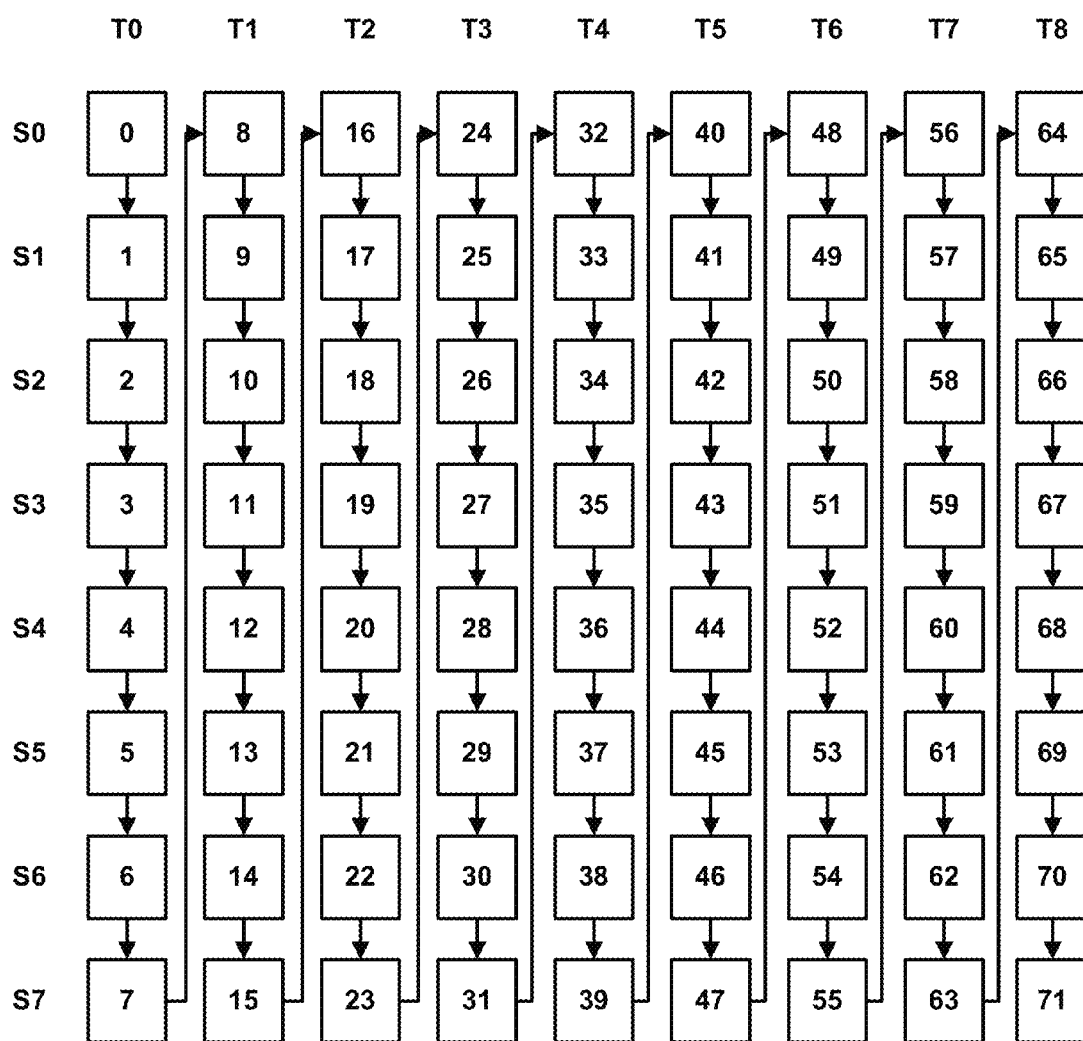 T0 T1 T2 T3 T4 T5 T6 T7 T8
S0 0 8 16 24 32 40 48 56 64
S1 1 9 17 25 33 41 49 57 65
S2 2 10 18 26 34 42 50 58 66
S3 3 11 19 27 35 43 51 59 67
S4 4 12 20 28 36 44 52 60 68
S5 5 13 21 29 37 45 53 61 69
S6 6 14 22 30 38 46 54 62 70
S7 7 15 23 31 39 47 55 63 71